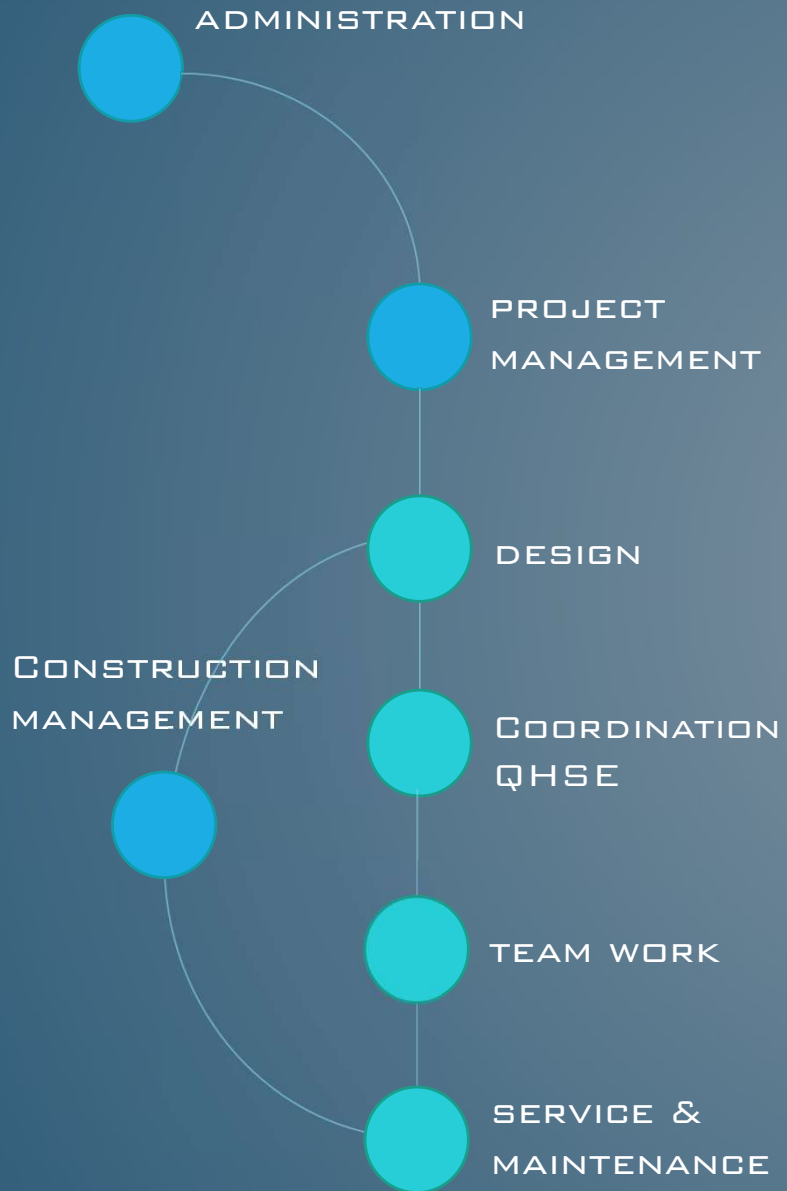 ADMINISTRATION
PROJECT
MANAGEMENT
DESIGN
CONSTRUCTION
MANAGEMENT
COORDINATION
QHSE
TEAM WORK
SERVICE &
MAINTENANCE